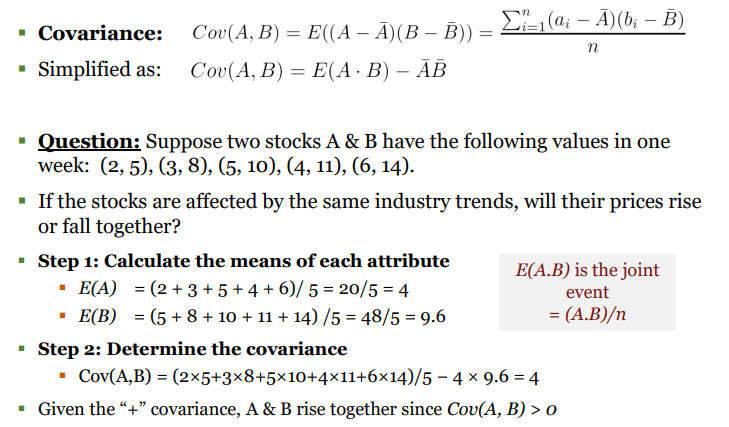 ▪ Covariance: Cov(A, B) = E((A − Ā)(B − B̄)) = ∑ⁿᵢ₌₁(aᵢ − Ā)(bᵢ − B̄) / n
▪ Simplified as: Cov(A, B) = E(A · B) − ĀB̄
▪ Question: Suppose two stocks A & B have the following values in one
week: (2, 5), (3, 8), (5, 10), (4, 11), (6, 14).
▪ If the stocks are affected by the same industry trends, will their prices rise
or fall together?
▪ Step 1: Calculate the means of each attribute
▪ E(A) = (2 + 3 + 5 + 4 + 6)/ 5 = 20/5 = 4
▪ E(B) = (5 + 8 + 10 + 11 + 14) /5 = 48/5 = 9.6
E(A.B) is the joint
event
= (A.B)/n
▪ Step 2: Determine the covariance
▪ Cov(A,B) = (2×5+3×8+5×10+4×11+6×14)/5 − 4 × 9.6 = 4
▪ Given the “+” covariance, A & B rise together since Cov(A, B) > 0